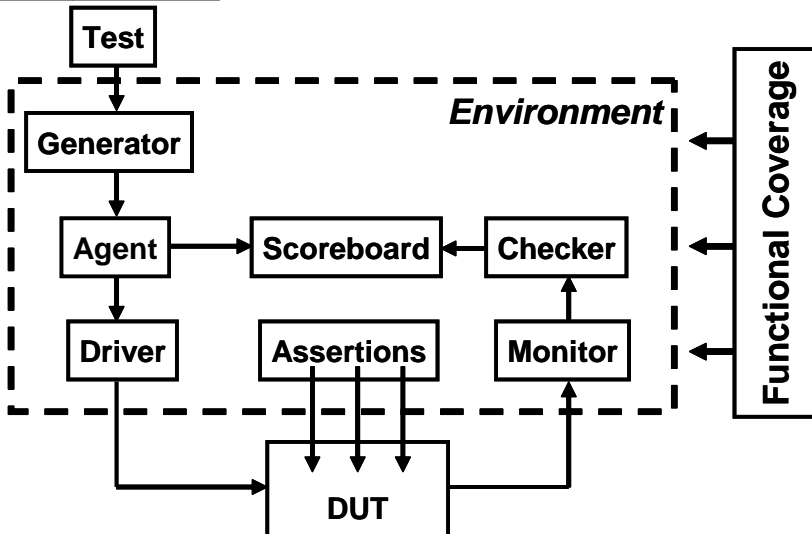 Test
Environment
Generator
Agent
Scoreboard
Checker
Driver
Assertions
Monitor
DUT
Functional Coverage